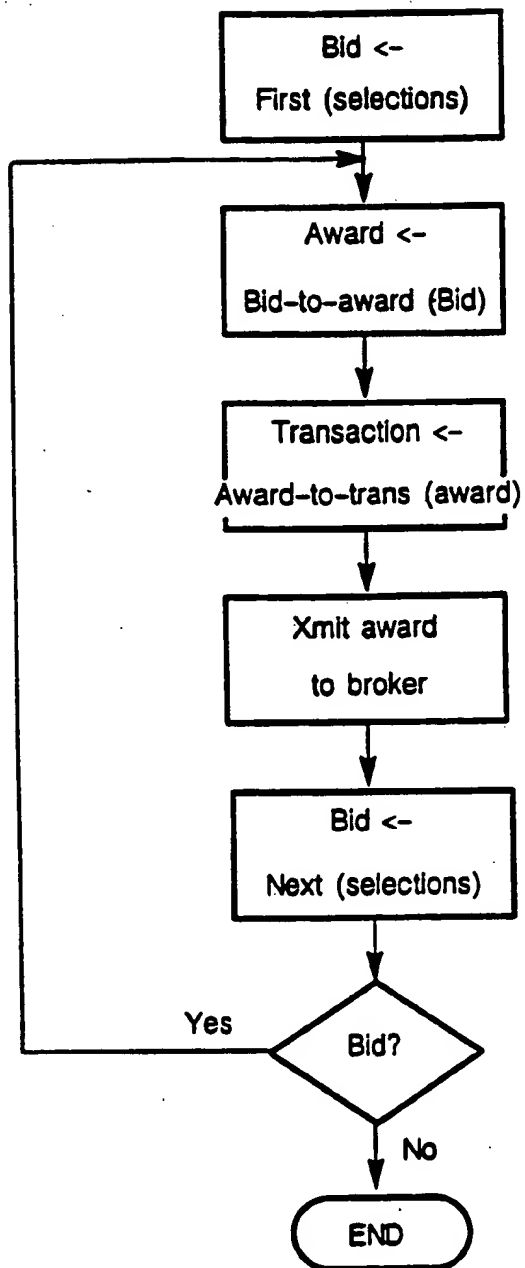 Bid <-
First (selections)
Award <-
Bid-to-award (Bid)
Transaction <-
Award-to-trans (award)
Xmit award
to broker
Bid <-
Next (selections)
Bid?
Yes
No
END